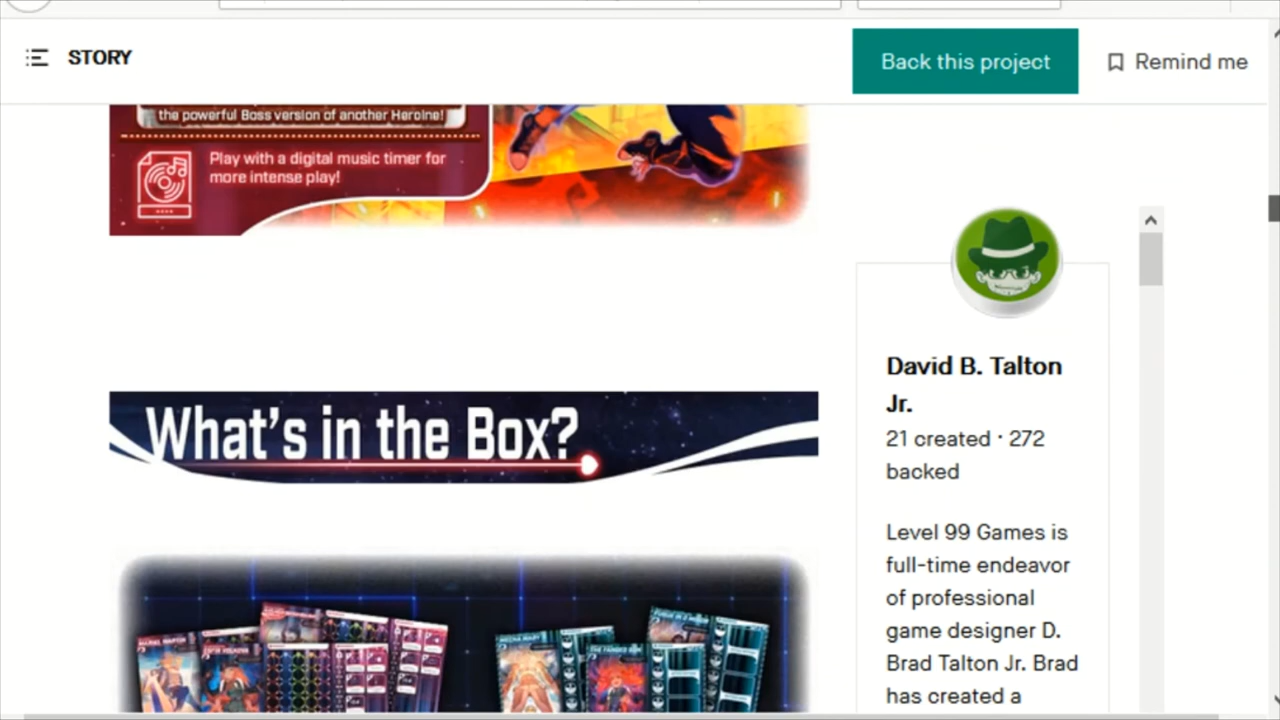 STORY
Back this project
Remind me
the powerful Boss version of another Heroine!
Play with a digital music timer for
more intense play!
What's in the Box?
David B. Talton
Jr.
21 created · 272
backed
Level 99 Games is
full-time endeavor
of professional
game designer D.
Brad Talton Jr. Brad
has created a